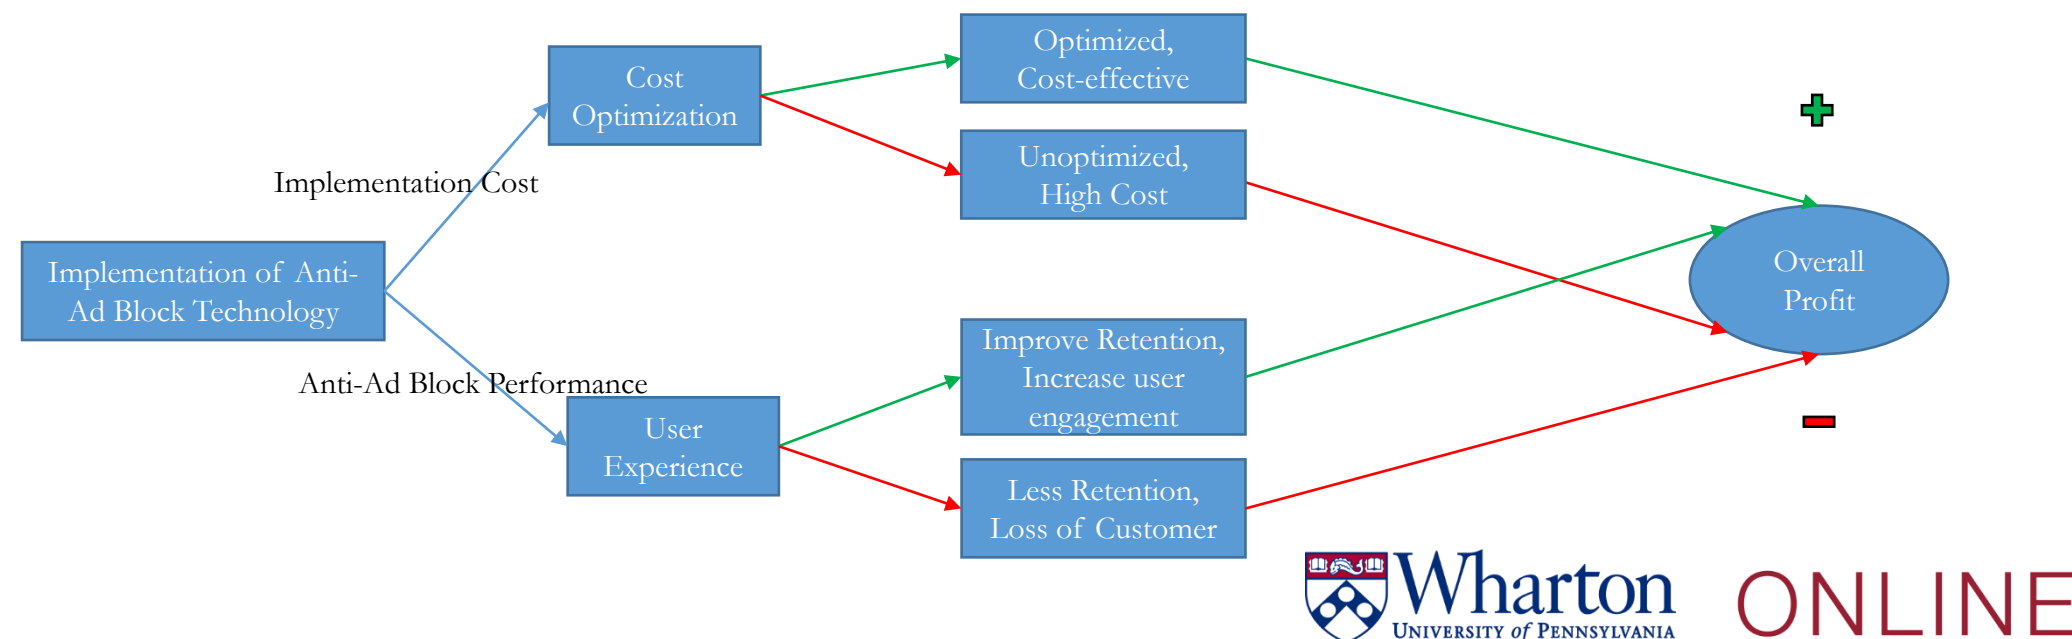 Optimized,
Cost-effective
Cost
Optimization
Unoptimized,
High Cost
Implementation Cost
Implementation of Anti-
Ad Block Technology
Overall
Profit
Improve Retention,
Increase user
engagement
Anti-Ad Block Performance
User
Experience
Less Retention,
Loss of Customer
Wharton
UNIVERSITY of PENNSYLVANIA
ONLINE